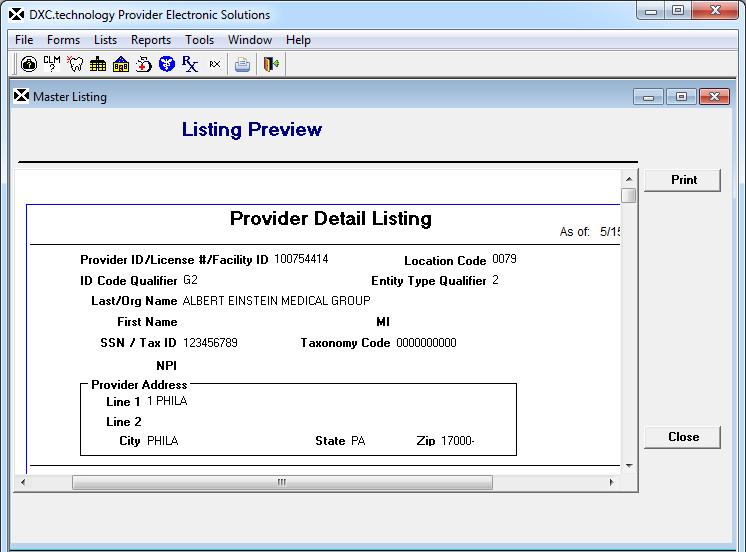 DXC.technology Provider Electronic Solutions
File Forms Lists Reports Tools Window Help
CLM ? Rx RX
Master Listing
Listing Preview
Print
Provider Detail Listing
As of: 5/15
Provider ID/License #/Facility ID 100754414 Location Code 0079
ID Code Qualifier G2 Entity Type Qualifier 2
Last/Org Name ALBERT EINSTEIN MEDICAL GROUP
First Name MI
SSN / Tax ID 123456789 Taxonomy Code 0000000000
NPI
Provider Address
Line 1 1 PHILA
Line 2
City PHILA State PA Zip 17000-
Close